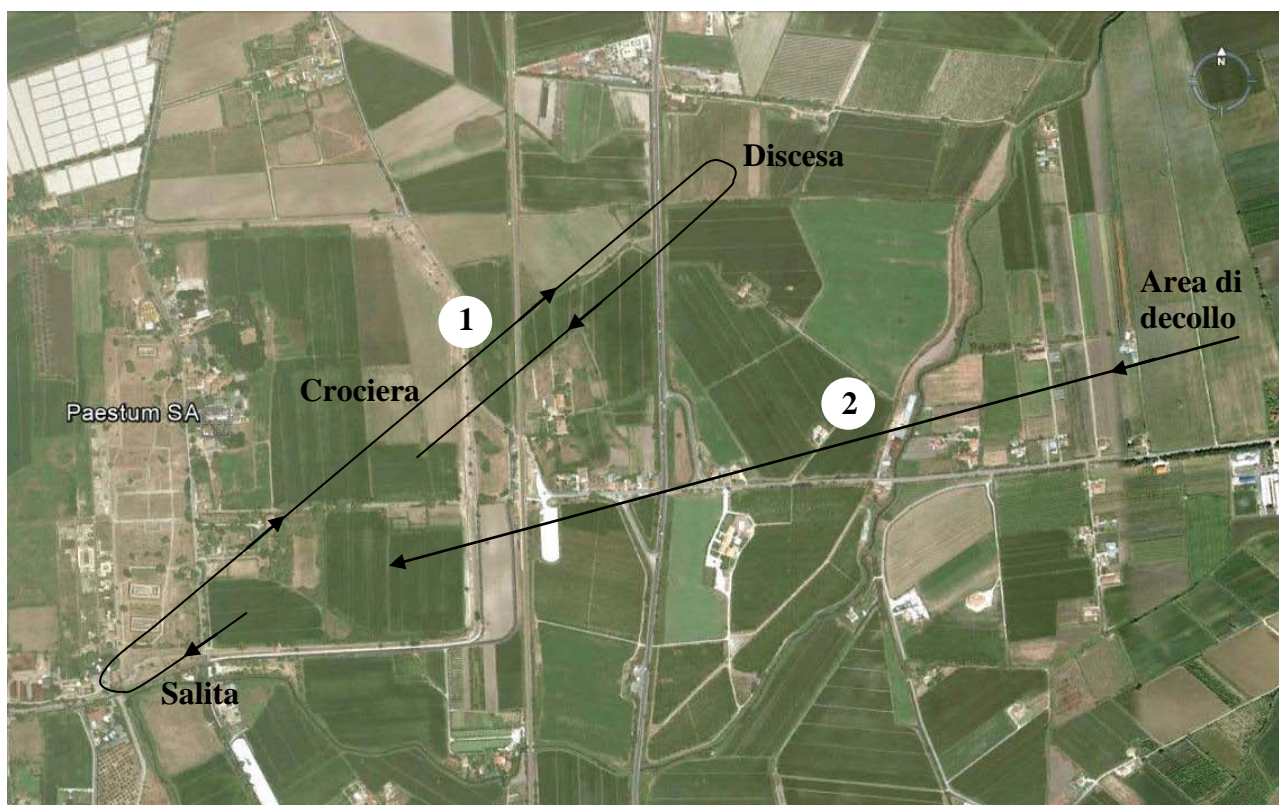 N
Discesa
Area di
decollo
1
Crociera
2
Paestum SA
Salita